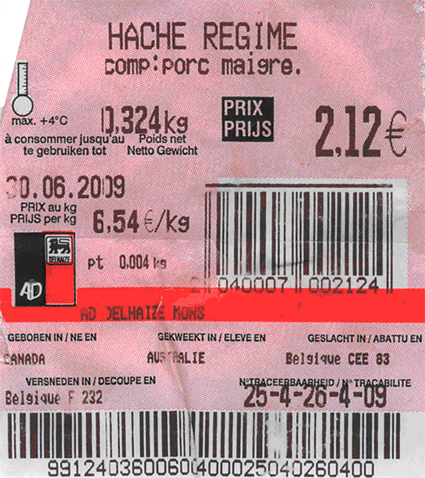 HACHE REGIME
comp:porc maigre.
max. +4°C
0,324kg
PRIX
PRIJS
2,12€
à consommer jusqu'au
te gebruiken tot
Poids net
Netto Gewicht
30.06.2009
PRIX au kg
PRIJS per kg
6,54 €/kg
DELHAIZE
AD
pt 0.004 kg
2 040007 002124
AD DELHAIZE MONS
GEBOREN IN / NE EN
GEKWEEKT IN / ELEVE EN
GESLACHT IN / ABATTU EN
CANADA
AUSTRALIE
Belgique CEE 83
VERSNEDEN IN / DECOUPE EN
N°TRACEERBAARHEID / N° TRACABILITE
Belgique F 232
25-4-26-4-09
991240360060400025040260400